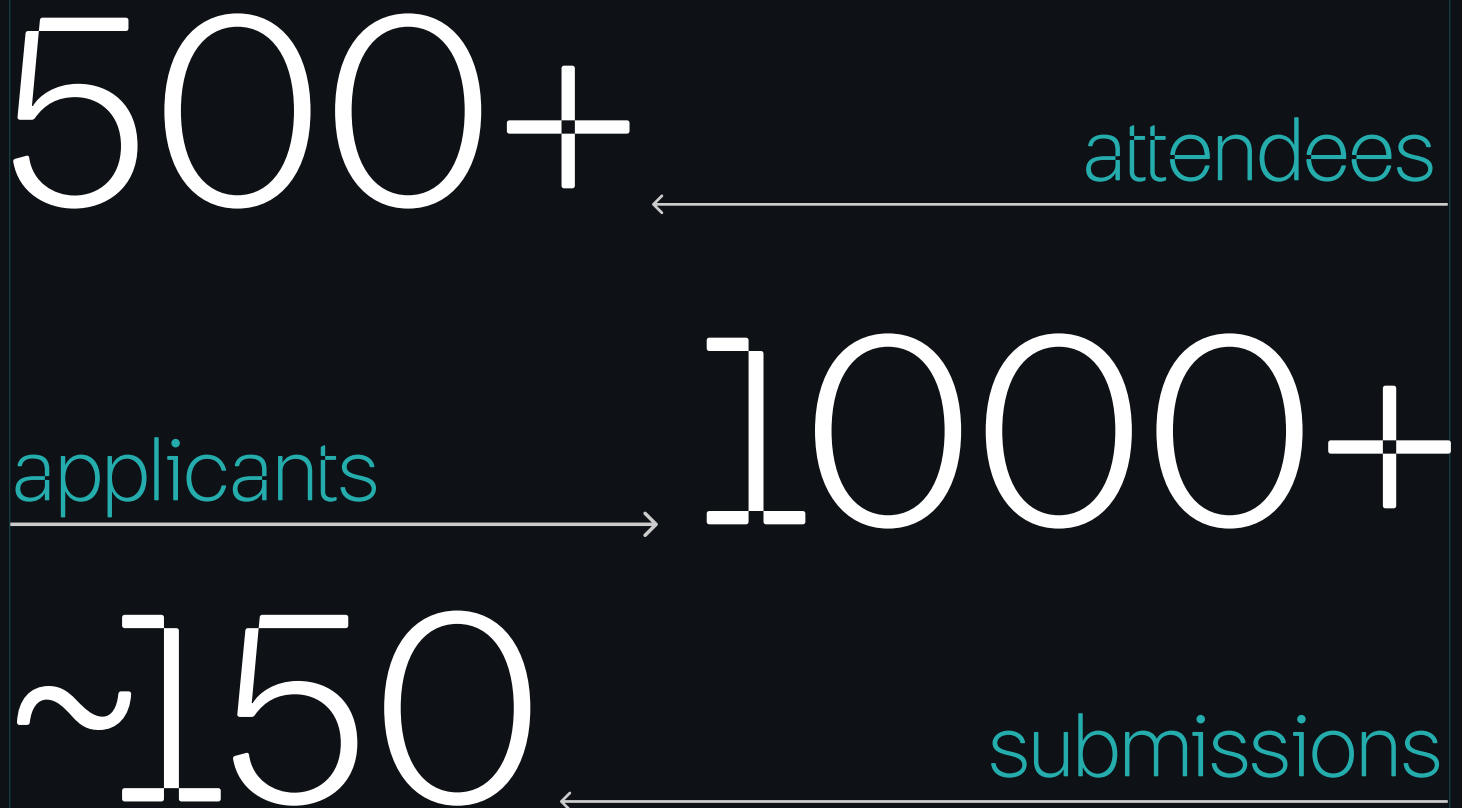 500+
attendees
applicants
1000+
~150
submissions